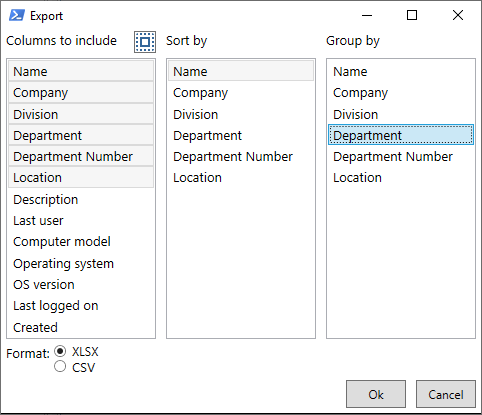 Export
Columns to include
Name
Company
Division
Department
Department Number
Location
Description
Last user
Computer model
Operating system
OS version
Last logged on
Created
Sort by
Name
Company
Division
Department
Department Number
Location
Group by
Name
Company
Division
Department
Department Number
Location
Format:
XLSX
CSV
Ok
Cancel